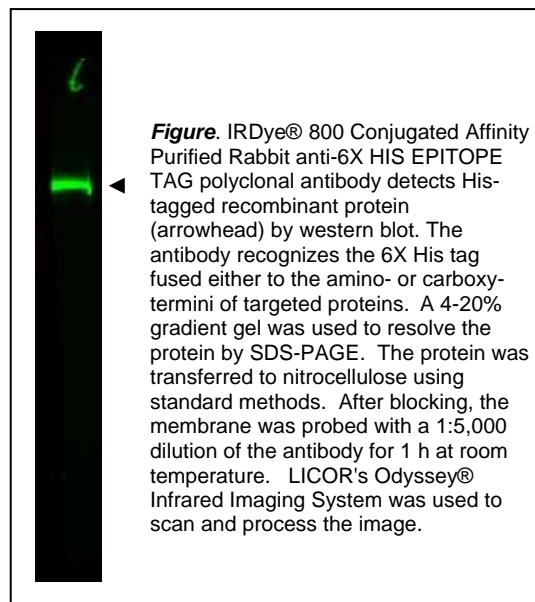 Figure. IRDye® 800 Conjugated Affinity
Purified Rabbit anti-6X HIS EPITOPE
TAG polyclonal antibody detects His-
tagged recombinant protein
(arrowhead) by western blot. The
antibody recognizes the 6X His tag
fused either to the amino- or carboxy-
termini of targeted proteins. A 4-20%
gradient gel was used to resolve the
protein by SDS-PAGE. The protein was
transferred to nitrocellulose using
standard methods. After blocking, the
membrane was probed with a 1:5,000
dilution of the antibody for 1 h at room
temperature. LICOR's Odyssey®
Infrared Imaging System was used to
scan and process the image.